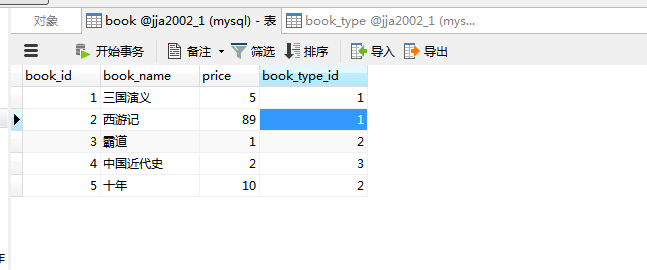 对象 book @jja2002_1 (mysql) - 表 book_type @jja2002_1 (mys...
开始事务 备注 筛选 排序 导入 导出
book_id book_name price book_type_id
1 三国演义 5 1
2 西游记 89 1
3 霸道 1 2
4 中国近代史 2 3
5 十年 10 2